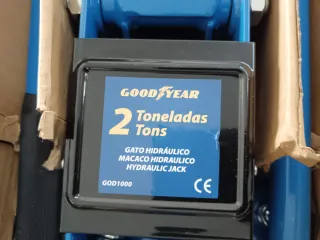 GOODYEAR
2 Toneladas
Tons
GATO HIDRÁULICO
MACACO HIDRAULICO
HYDRAULIC JACK
GOD1000
CE